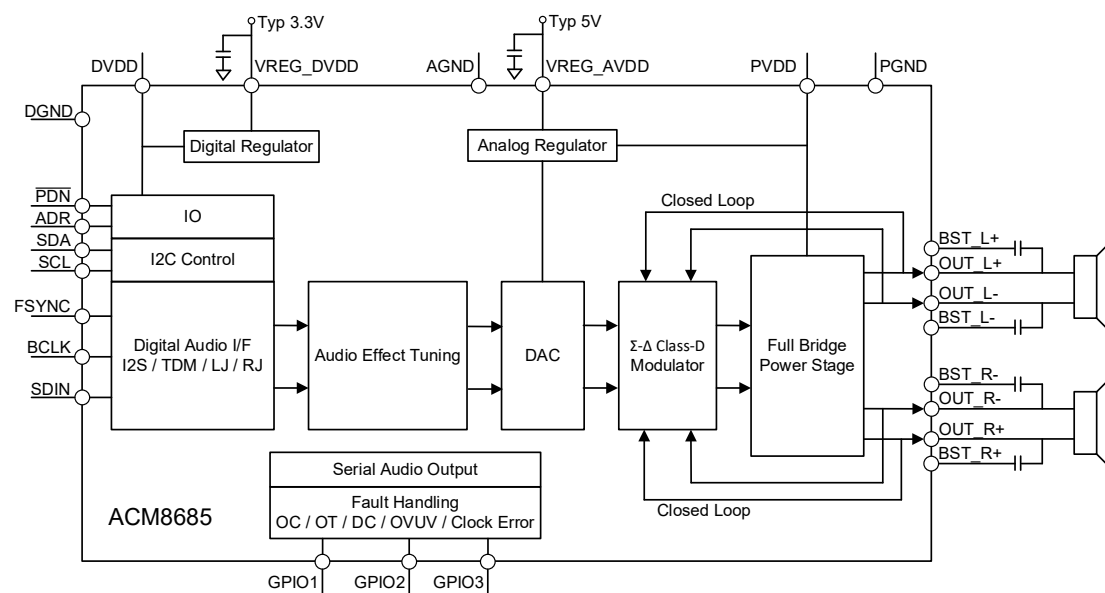 Typ 3.3V
Typ 5V
DVDD
VREG_DVDD
AGND
VREG_AVDD
PVDD
PGND
DGND
Digital Regulator
Analog Regulator
PDN
ADR
SDA
SCL
FSYNC
BCLK
SDIN
IO
I2C Control
Digital Audio I/F
I2S / TDM / LJ / RJ
Audio Effect Tuning
DAC
Σ-Δ Class-D
Modulator
Full Bridge
Power Stage
Closed Loop
Closed Loop
BST_L+
OUT_L+
OUT_L-
BST_L-
BST_R-
OUT_R-
OUT_R+
BST_R+
Serial Audio Output
Fault Handling
OC / OT / DC / OVUV / Clock Error
ACM8685
GPIO1
GPIO2
GPIO3